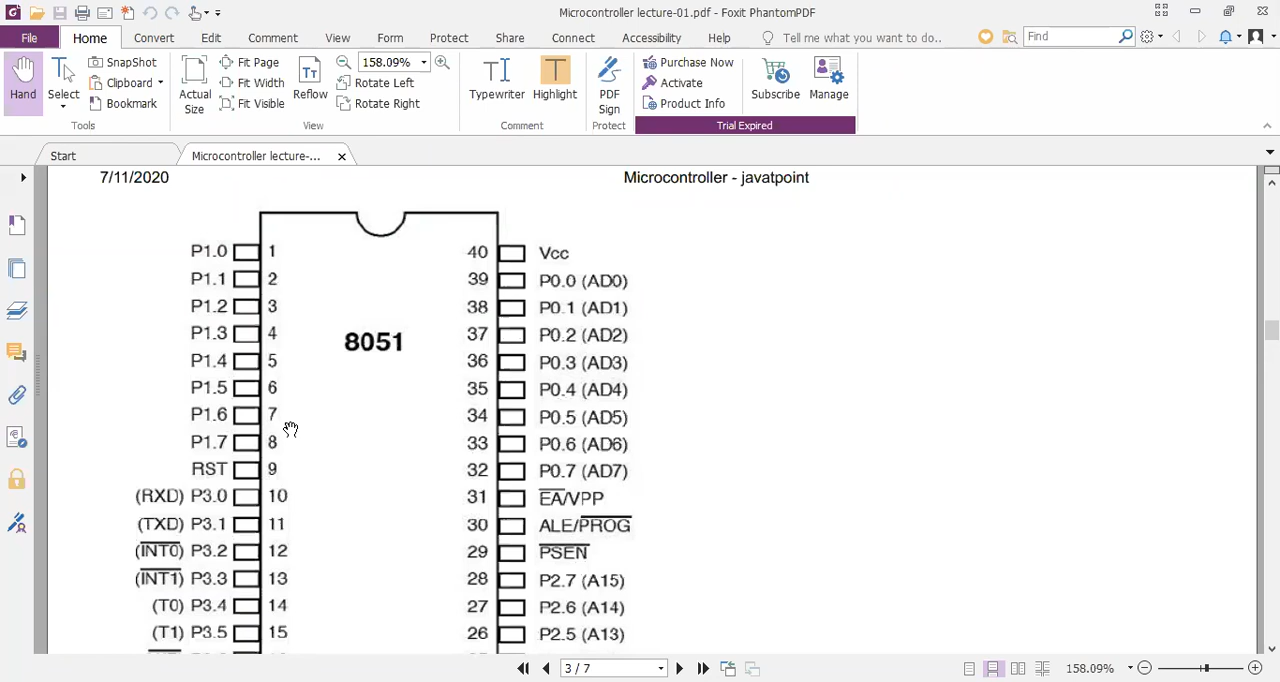 Microcontroller lecture-01.pdf - Foxit PhantomPDF
File Home Convert Edit Comment View Form Protect Share Connect Accessibility Help Tell me what you want to do.. Find
Hand
Select
SnapShot
Clipboard
Bookmark
Tools
Actual Size
Fit Page
Fit Width
Fit Visible
Reflow
158.09%
Rotate Left
Rotate Right
View
Typewriter
Highlight
Comment
PDF Sign
Protect
Purchase Now
Activate
Product Info
Subscribe
Manage
Trial Expired
Start
Microcontroller lecture-...
7/11/2020 Microcontroller - javatpoint
P1.0 1 40 Vcc
P1.1 2 39 P0.0 (AD0)
P1.2 3 38 P0.1 (AD1)
P1.3 4 37 P0.2 (AD2)
8051
P1.4 5 36 P0.3 (AD3)
P1.5 6 35 P0.4 (AD4)
P1.6 7 34 P0.5 (AD5)
P1.7 8 33 P0.6 (AD6)
RST 9 32 P0.7 (AD7)
(RXD) P3.0 10 31 EA/VPP
(TXD) P3.1 11 30 ALE/PROG
(INT0) P3.2 12 29 PSEN
(INT1) P3.3 13 28 P2.7 (A15)
(T0) P3.4 14 27 P2.6 (A14)
(T1) P3.5 15 26 P2.5 (A13)
3 / 7
158.09%